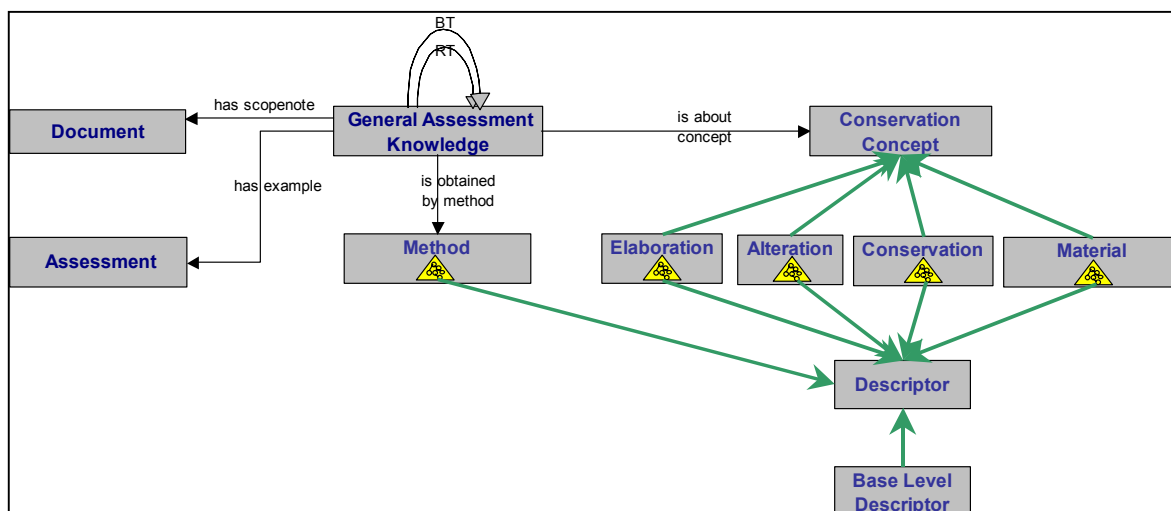 BT
RT
has scopenote
Document
General Assessment
Knowledge
is about
concept
Conservation
Concept
has example
is obtained
by method
Assessment
Method
Elaboration
Alteration
Conservation
Material
Descriptor
Base Level
Descriptor